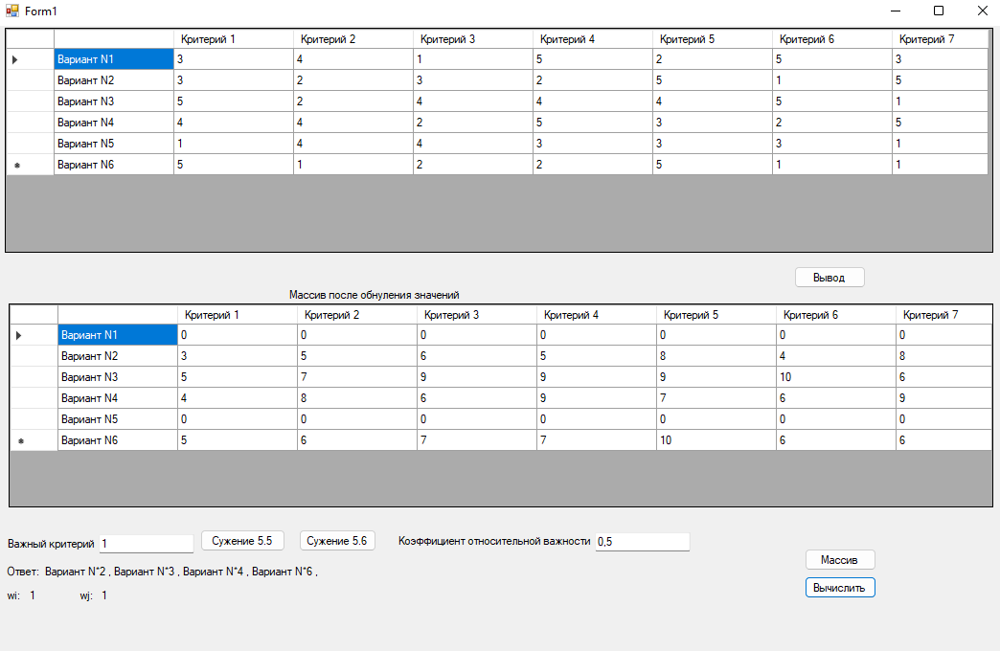 Form1
Критерий 1 Критерий 2 Критерий 3 Критерий 4 Критерий 5 Критерий 6 Критерий 7
Вариант N1 3 4 1 5 2 5 3
Вариант N2 3 2 3 2 5 1 5
Вариант N3 5 2 4 4 4 5 1
Вариант N4 4 4 2 5 3 2 5
Вариант N5 1 4 4 3 3 3 1
Вариант N6 5 1 2 2 5 1 1
Вывод
Массив после обнуления значений
Критерий 1 Критерий 2 Критерий 3 Критерий 4 Критерий 5 Критерий 6 Критерий 7
Вариант N1 0 0 0 0 0 0 0
Вариант N2 3 5 6 5 8 4 8
Вариант N3 5 7 9 9 9 10 6
Вариант N4 4 8 6 9 7 6 9
Вариант N5 0 0 0 0 0 0 0
Вариант N6 5 6 7 7 10 6 6
Важный критерий 1 Сужение 5.5 Сужение 5.6 Коэффициент относительной важности 0,5
Массив
Ответ: Вариант N*2 , Вариант N*3 , Вариант N*4 , Вариант N*6 ,
Вычислить
wi: 1 wj: 1